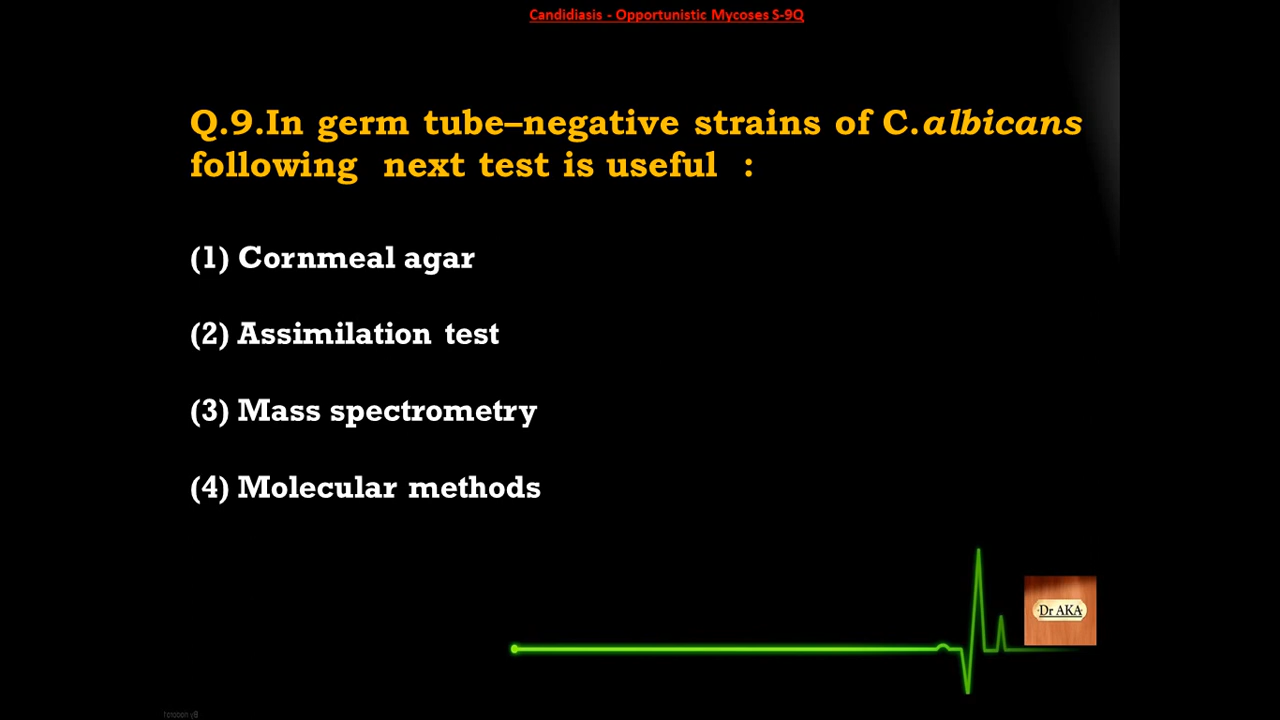 Candidiasis - Opportunistic Mycoses S-9Q
Q.9.In germ tube–negative strains of C.albicans
following next test is useful :
(1) Cornmeal agar
(2) Assimilation test
(3) Mass spectrometry
(4) Molecular methods
Dr AKA